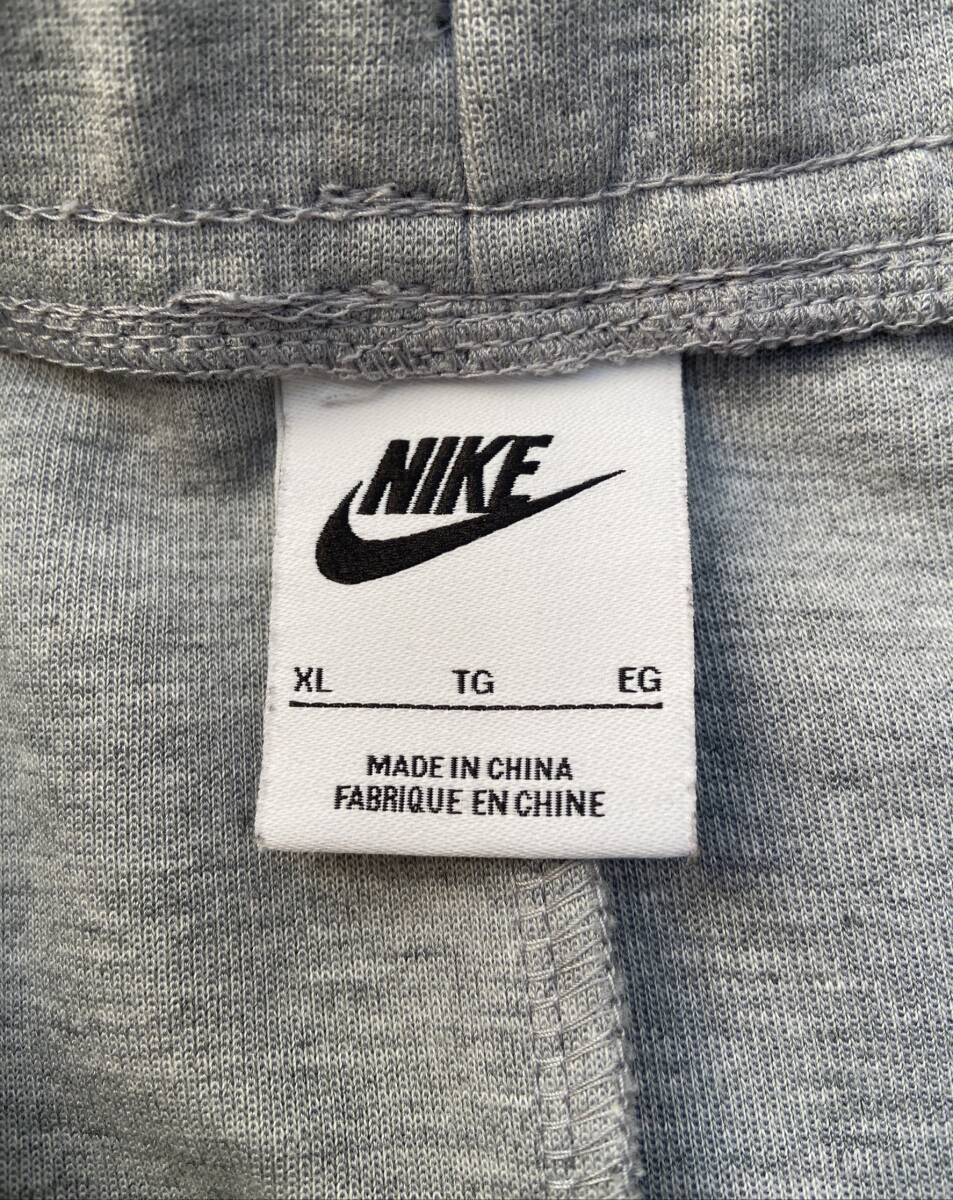 NIKE
XL TG EG
MADE IN CHINA
FABRIQUE EN CHINE